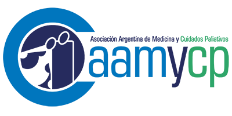 Asociación Argentina de Medicina y Cuidados Paliativos
aamycp